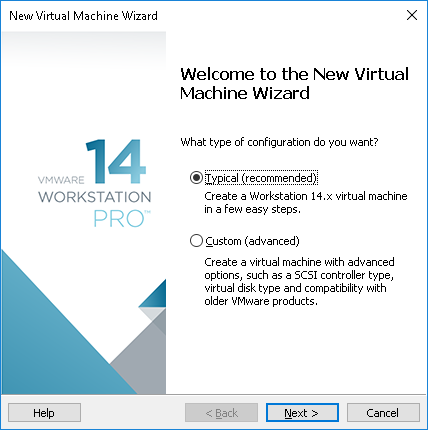 New Virtual Machine Wizard
VMWARE 14
WORKSTATION
PRO™
Welcome to the New Virtual
Machine Wizard
What type of configuration do you want?
Typical (recommended)
Create a Workstation 14.x virtual machine
in a few easy steps.
Custom (advanced)
Create a virtual machine with advanced
options, such as a SCSI controller type,
virtual disk type and compatibility with
older VMware products.
Help
< Back
Next >
Cancel